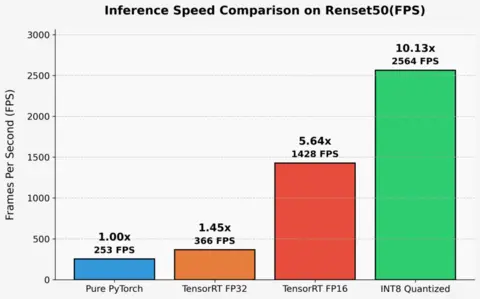 Inference Speed Comparison on Renset50(FPS)
Frames Per Second (FPS)
3000
2500
2000
1500
1000
500
0
1.00x
253 FPS
1.45x
366 FPS
5.64x
1428 FPS
10.13x
2564 FPS
Pure PyTorch
TensorRT FP32
TensorRT FP16
INT8 Quantized